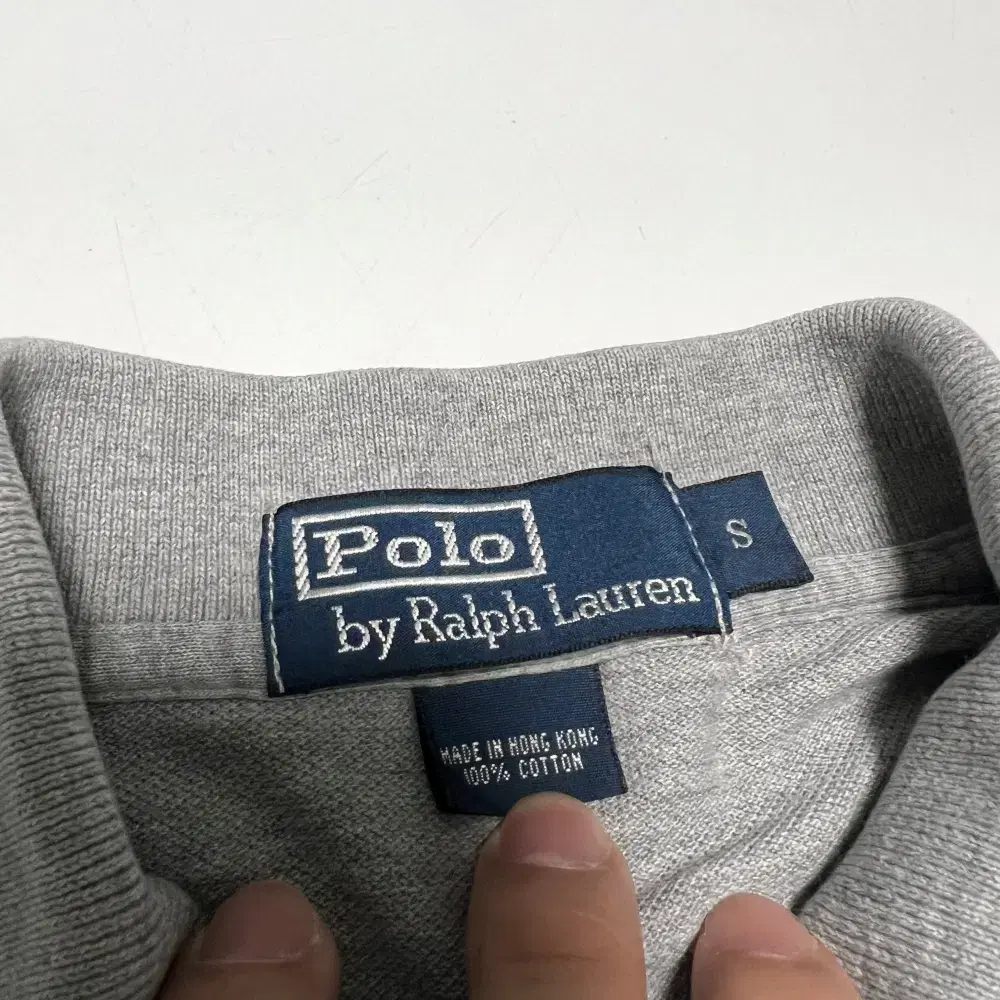 Polo
by Ralph Lauren
S
MADE IN HONG KONG
100% COTTON